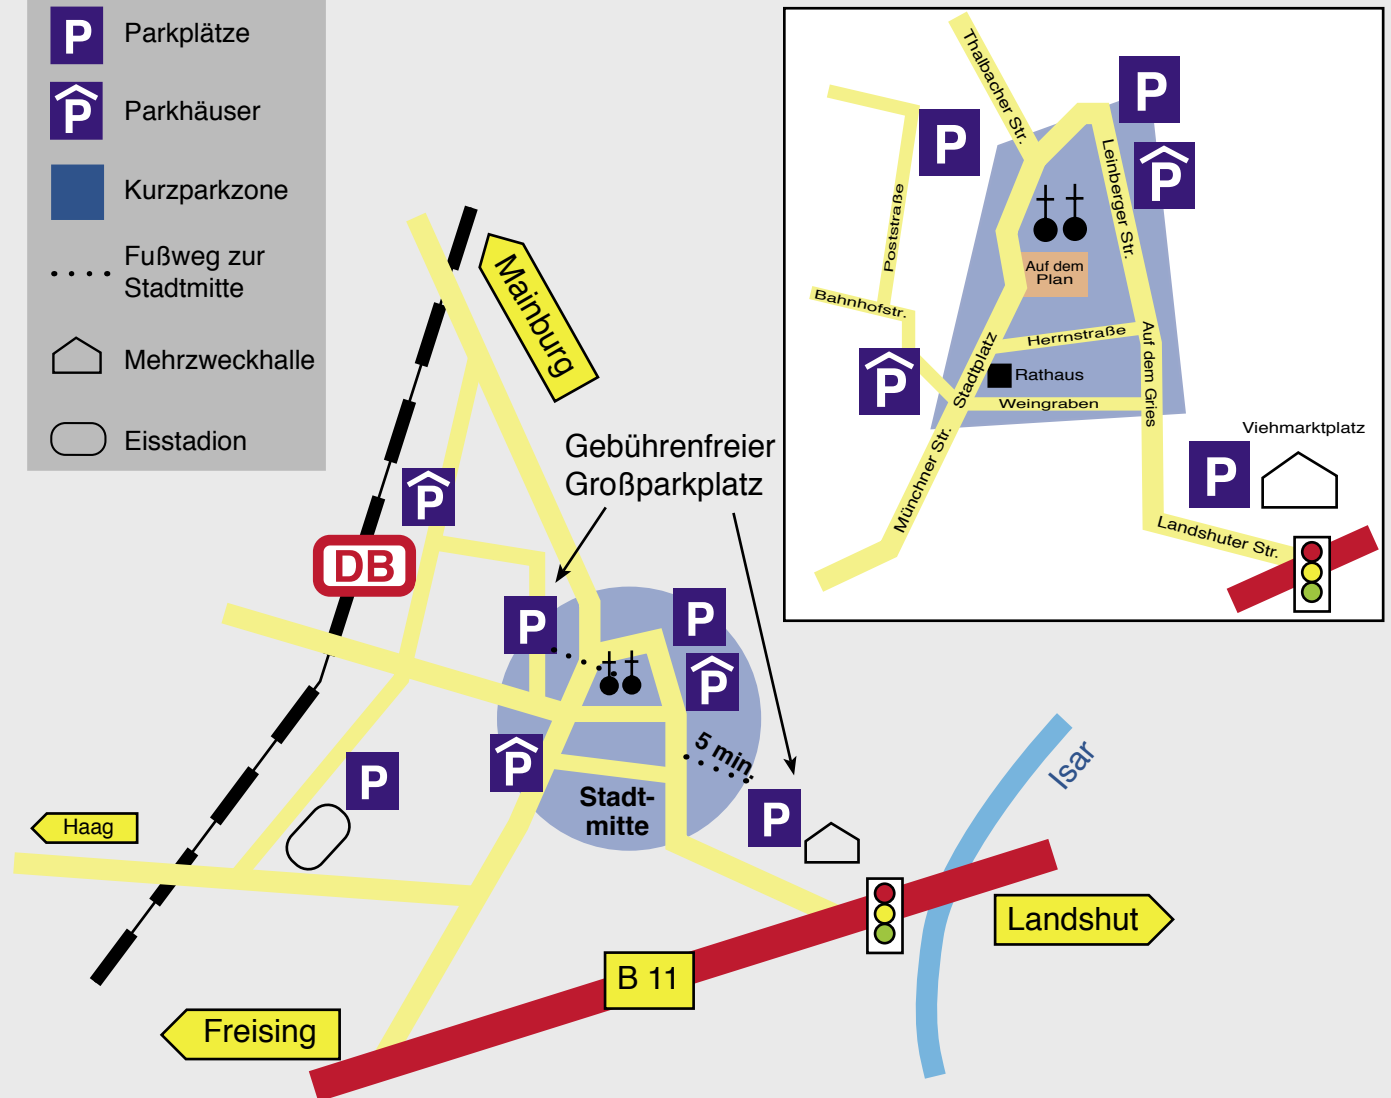 P Parkplätze
P Parkhäuser
Kurzparkzone
Fußweg zur
Stadtmitte
Mehrzweckhalle
Eisstadion
Mainburg
Gebührenfreier
Großparkplatz
P
DB
P
P
P
P
P
5 min.
Stadt-
mitte
P
Haag
Isar
Landshut
B 11
Freising
Thalbacher Str.
P
P
P
Leinberger Str.
Poststraße
Auf dem
Plan
Bahnhofstr.
Herrnstraße
Auf dem Gries
Stadtplatz
P
Rathaus
Weingraben
Münchner Str.
Viehmarktplatz
P
Landshuter Str.